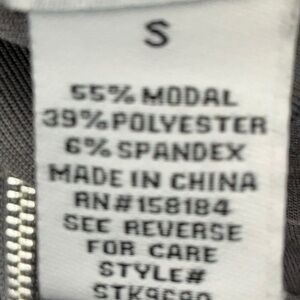 S
55% MODAL
39% POLYESTER
6% SPANDEX
MADE IN CHINA
RN#158184
SEE REVERSE
FOR CARE
STYLE#